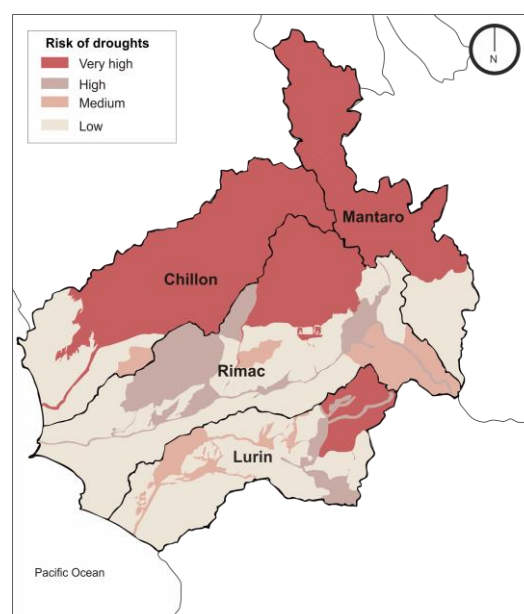 Risk of droughts
Very high
High
Medium
Low
N
Mantaro
Chillon
Rimac
Lurin
Pacific Ocean